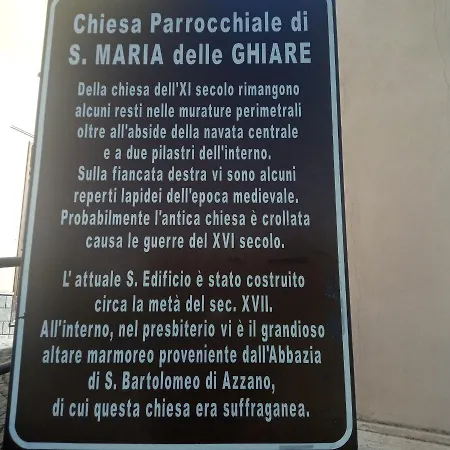 Chiesa Parrocchiale di
S. MARIA delle GHIARE
Della chiesa dell'XI secolo rimangono
alcuni resti nelle murature perimetrali
oltre all'abside della navata centrale
e a due pilastri dell'interno.
Sulla fiancata destra vi sono alcuni
reperti lapidei dell'epoca medievale.
Probabilmente l'antica chiesa è crollata
causa le guerre del XVI secolo.
L' attuale S. Edificio è stato costruito
circa la metà del sec. XVII.
All'interno, nel presbiterio vi è il grandioso
altare marmoreo proveniente dall'Abbazia
di S. Bartolomeo di Azzano,
di cui questa chiesa era suffraganea.